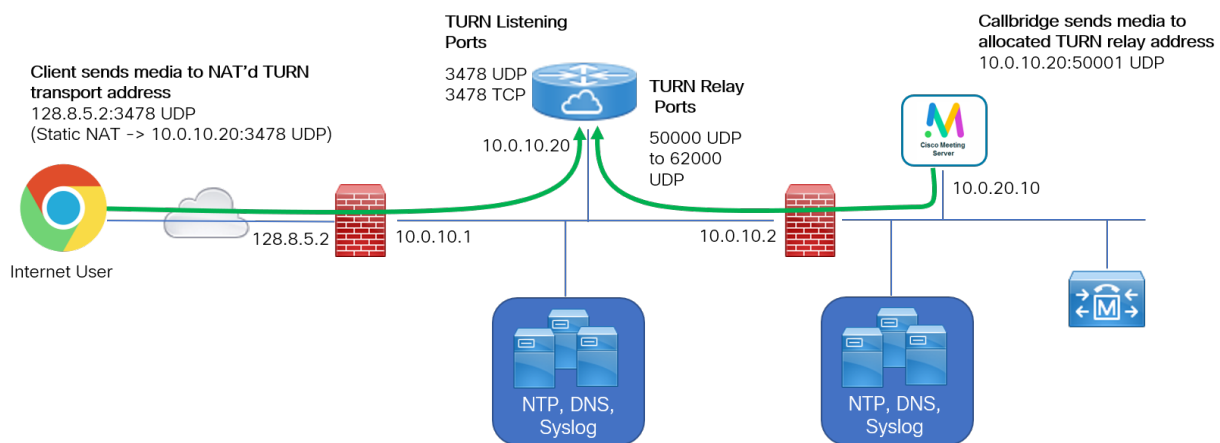 TURN Listening
Ports
3478 UDP
3478 TCP
Callbridge sends media to
allocated TURN relay address
10.0.10.20:50001 UDP
Client sends media to NAT'd TURN
transport address
128.8.5.2:3478 UDP
(Static NAT -> 10.0.10.20:3478 UDP)
TURN Relay
Ports
50000 UDP
to 62000
UDP
10.0.10.20
Cisco Meeting
Server
10.0.20.10
128.8.5.2
10.0.10.1
10.0.10.2
Internet User
M
NTP, DNS,
Syslog
NTP, DNS,
Syslog